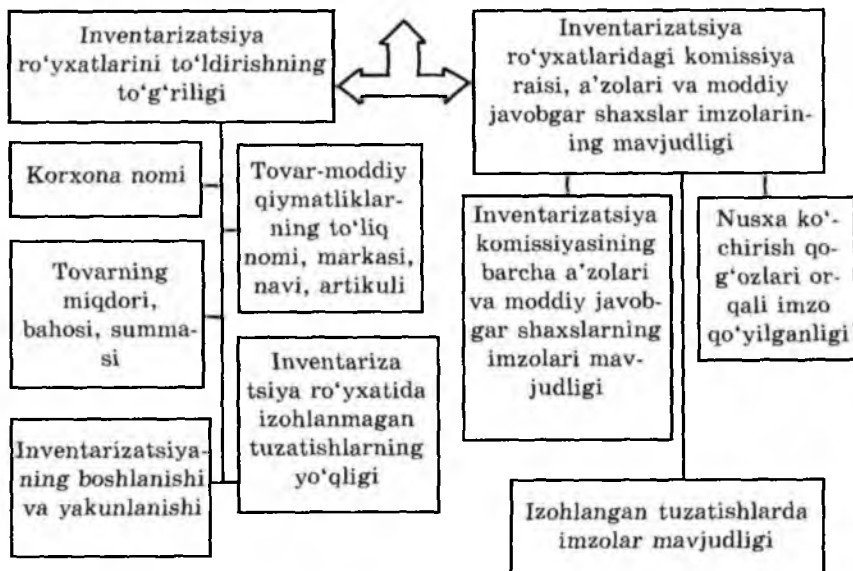 Inventarizatsiya
ro'yxatlarini to'ldirishning
to'g'riligi
Korxona nomi
Tovar-moddiy
qiymatliklar-
ning to'liq
nomi, markasi,
navi, artikuli
Tovarning
miqdori,
bahosi, summa-
si
Inventariza
tsiya ro'yxatida
izohlanmagan
tuzatishlarning
yo'qligi
Inventarizatsiya-
ning boshlanishi
va yakunlanishi
Inventarizatsiya
ro'yxatlaridagi komissiya
raisi, a'zolari va moddiy
javobgar shaxslar imzolarin-
ing mavjudligi
Inventarizatsiya
komissiyasining
barcha a'zolari
va moddiy javob-
gar shaxslarning
imzolari mav-
judligi
Nusxa ko'-
chirish qo-
g'ozlari or-
qali imzo
qo'yilganligi
Izohlangan tuzatishlarda
imzolar mavjudligi